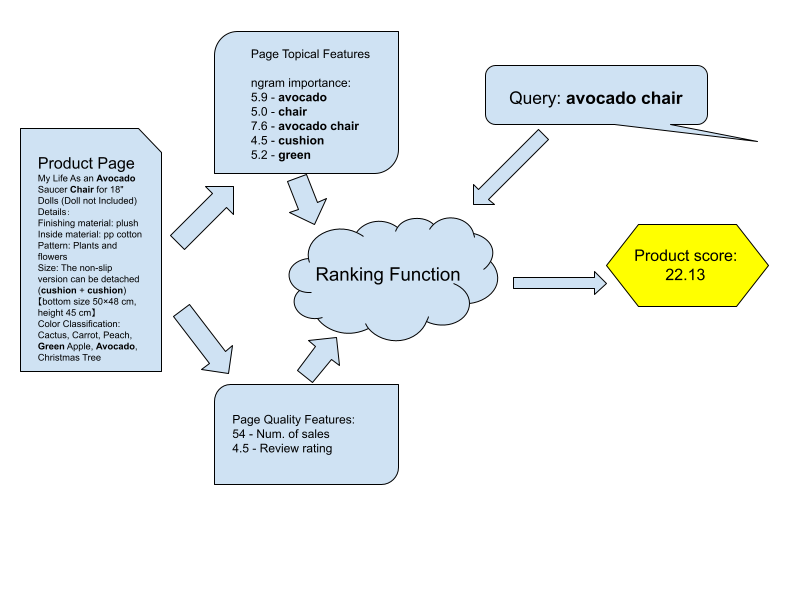 Page Topical Features
ngram importance:
5.9 - avocado
5.0 - chair
7.6 - avocado chair
4.5 - cushion
5.2 - green
Query: avocado chair
Product Page
My Life As an Avocado
Saucer Chair for 18"
Dolls (Doll not Included)
Details:
Finishing material: plush
Inside material: pp cotton
Pattern: Plants and
flowers
Size: The non-slip
version can be detached
(cushion + cushion)
【bottom size 50×48 cm,
height 45 cm】
Color Classification:
Cactus, Carrot, Peach,
Green Apple, Avocado,
Christmas Tree
Ranking Function
Product score:
22.13
Page Quality Features:
54 - Num. of sales
4.5 - Review rating